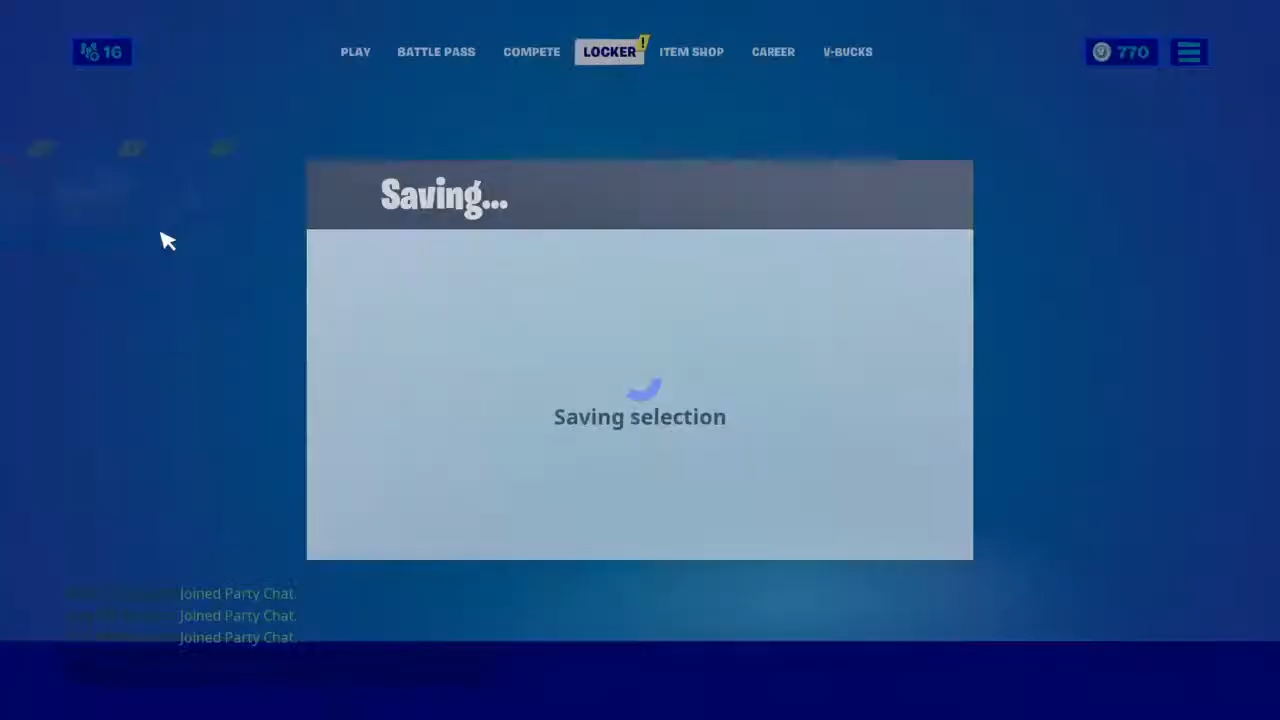 16
PLAY
BATTLE PASS
COMPETE
LOCKER
!
ITEM SHOP
CAREER
V-BUCKS
770
Saving...
Saving selection
Joined Party Chat.
Joined Party Chat.
Joined Party Chat.